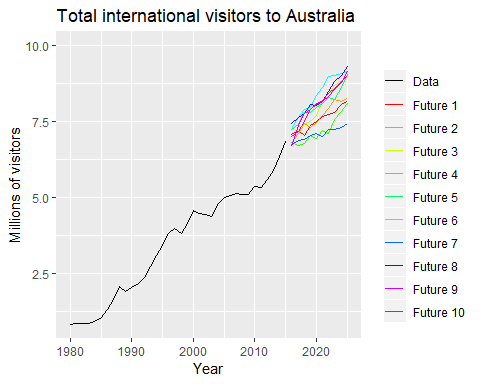 Total international visitors to Australia
10.0
7.5
5.0
2.5
Millions of visitors
1980 1990 2000 2010 2020
Year
Data
Future 1
Future 2
Future 3
Future 4
Future 5
Future 6
Future 7
Future 8
Future 9
Future 10